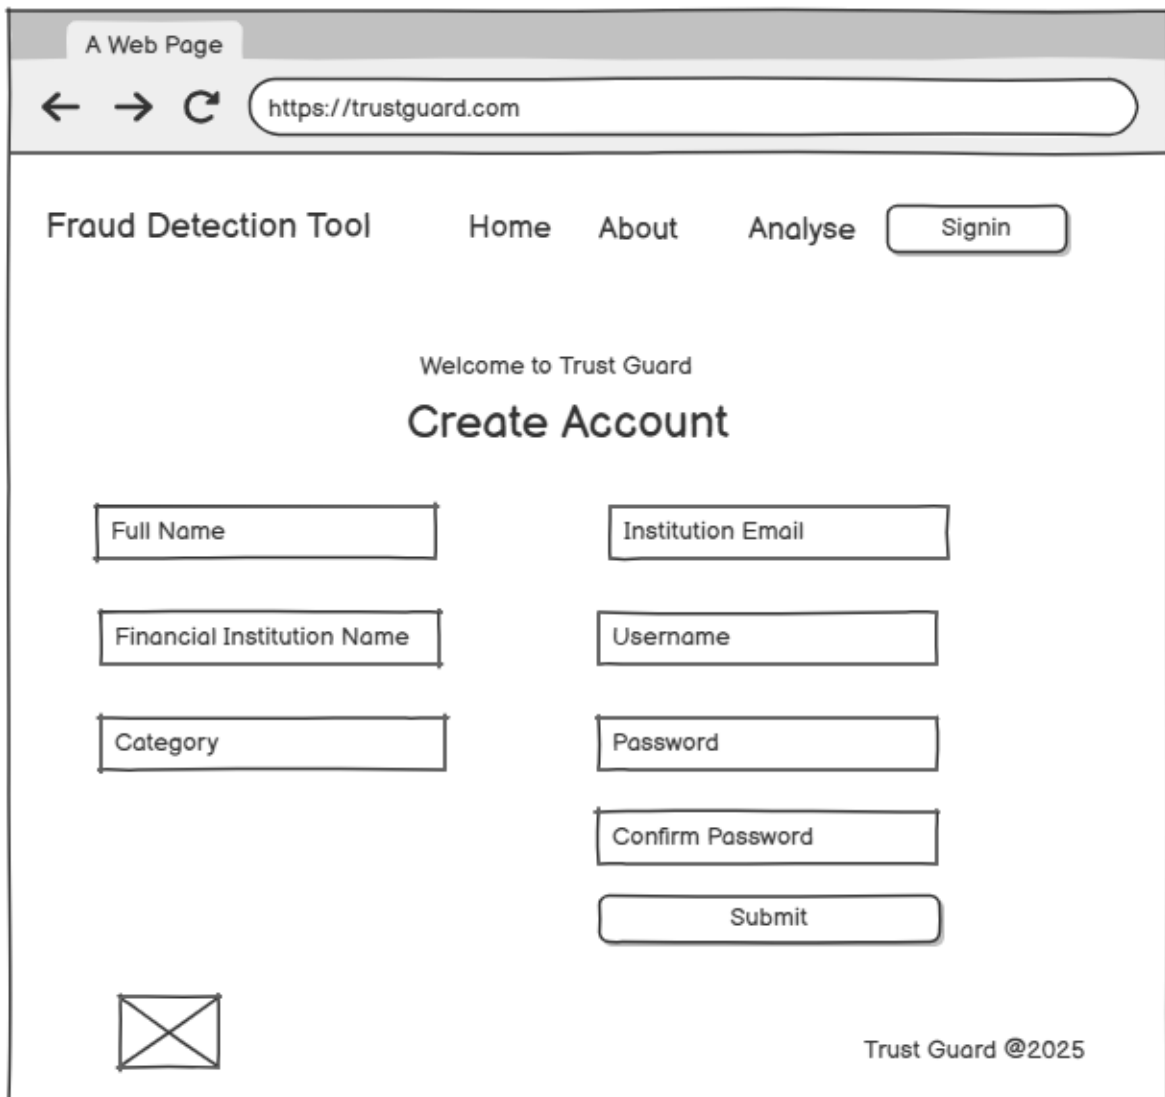 A Web Page
https://trustguard.com
Fraud Detection Tool Home About Analyse Signin
Welcome to Trust Guard
Create Account
Full Name Institution Email
Financial Institution Name Username
Category Password
Confirm Password
Submit
Trust Guard @2025